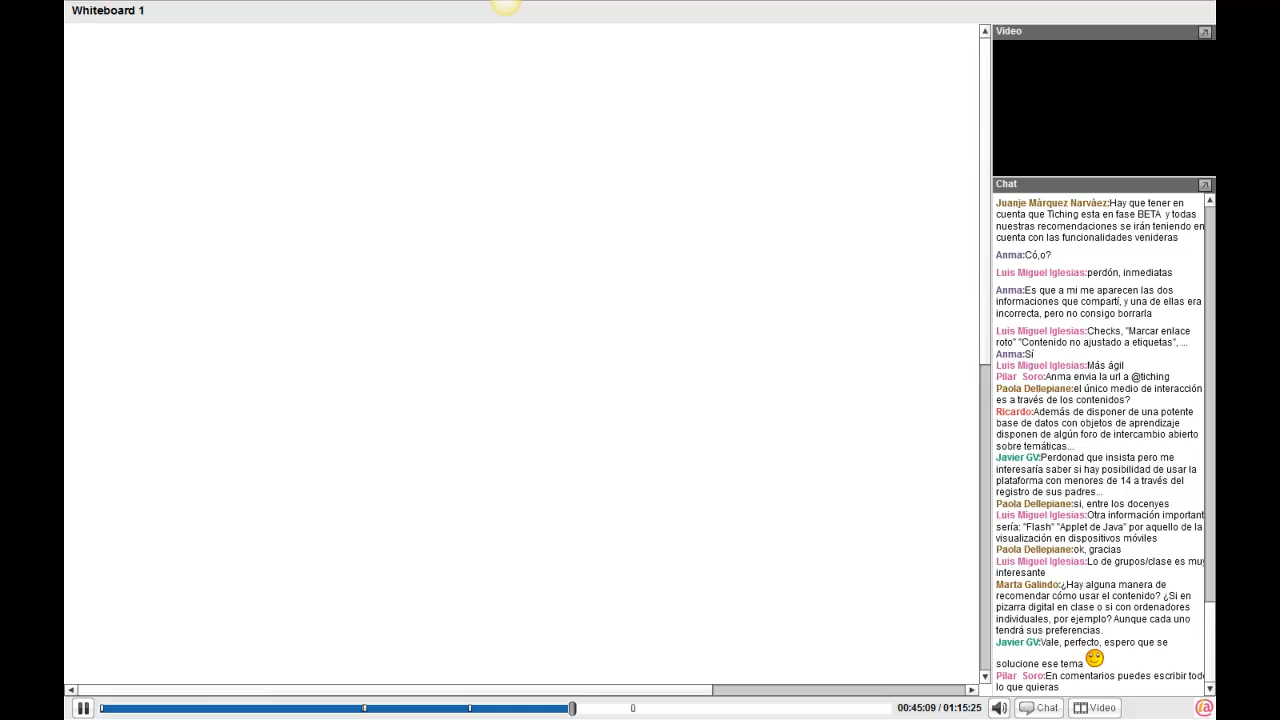 Whiteboard 1
Video
Chat
Juanje Màrquez Narvàez:Hay que tener en
cuenta que Tiching esta en fase BETA y todas
nuestras recomendaciones se irán teniendo en
cuenta con las funcionalidades venideras
Anma:Có,o?
Luis Miguel Iglesias:perdón, inmediatas
Anma:Es que a mi me aparecen las dos
informaciones que compartí, y una de ellas era
incorrecta, pero no consigo borrarla
Luis Miguel Iglesias:Checks, "Marcar enlace
roto" "Contenido no ajustado a etiquetas", ...
Anma:Sí
Luis Miguel Iglesias:Más ágil
Pilar Soro:Anma envia la url a @tiching
Paola Dellepiane:el único medio de interacción
es a través de los contenidos?
Ricardo:Además de disponer de una potente
base de datos con objetos de aprendizaje
disponen de algún foro de intercambio abierto
sobre temáticas...
Javier GV:Perdonad que insista pero me
interesaría saber si hay posibilidad de usar la
plataforma con menores de 14 a través del
registro de sus padres...
Paola Dellepiane:si, entre los docenyes
Luis Miguel Iglesias:Otra información important
sería: "Flash" "Applet de Java" por aquello de la
visualización en dispositivos móviles
Paola Dellepiane:ok, gracias
Luis Miguel Iglesias:Lo de grupos/clase es muy
interesante
Marta Galindo:¿Hay alguna manera de
recomendar cómo usar el contenido? ¿Si en
pizarra digital en clase o si con ordenadores
individuales, por ejemplo? Aunque cada uno
tendrá sus preferencias.
Javier GV:Vale, perfecto, espero que se
solucione ese tema
Pilar Soro:En comentarios puedes escribir todo
lo que quieras
00:45:09 / 01:15:25
Chat
Video